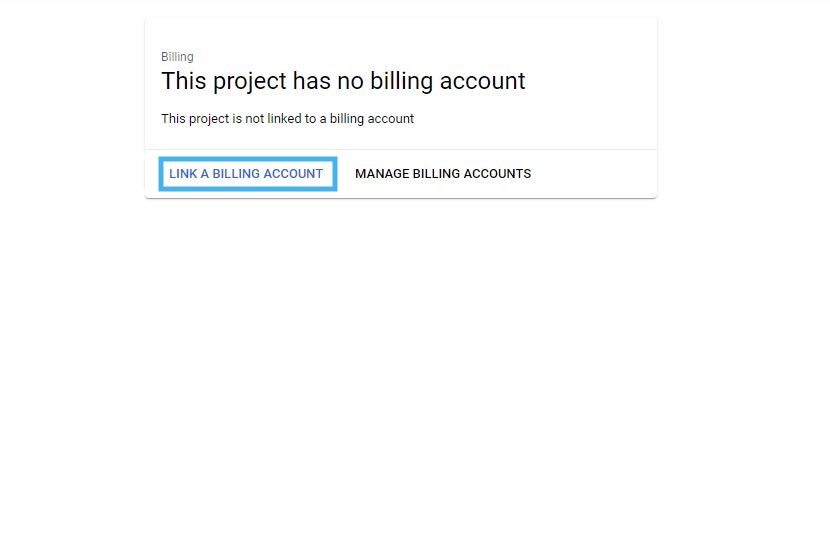 Billing
This project has no billing account
This project is not linked to a billing account
LINK A BILLING ACCOUNT MANAGE BILLING ACCOUNTS